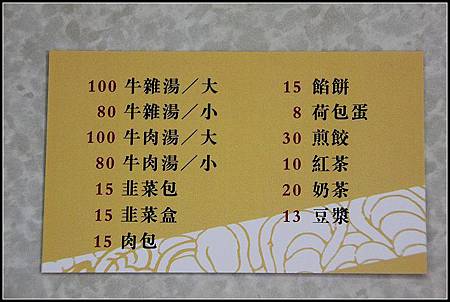 100 牛雜湯／大
80 牛雜湯／小
100 牛肉湯／大
80 牛肉湯／小
15 韭菜包
15 韭菜盒
15 肉包
15 餡餅
8 荷包蛋
30 煎餃
10 紅茶
20 奶茶
13 豆漿